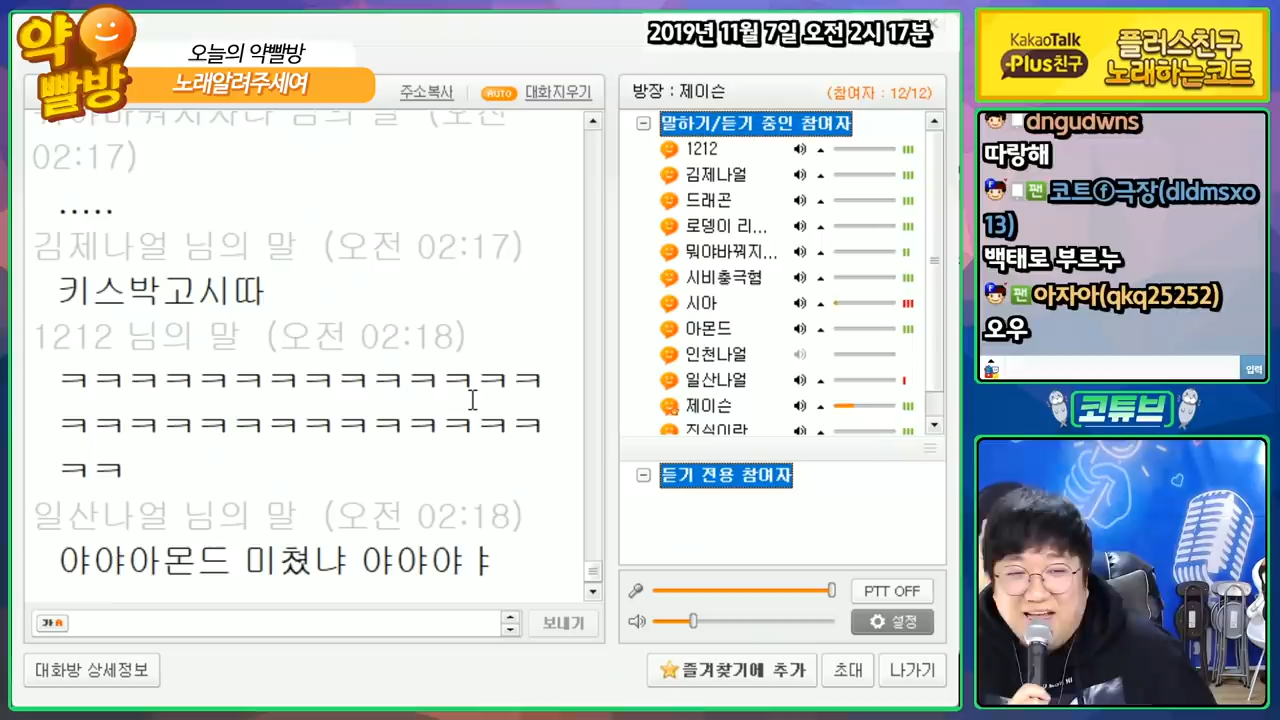 약빨방
오늘의 약빨방
노래알려주세여
2019년 11월 7일 오전 2시 17분
주소복사
AUTO
대화지우기
02:17)
.....
김제나얼 님의 말 (오전 02:17)
키스박고시따
1212 님의 말 (오전 02:18)
ㅋㅋㅋㅋㅋㅋㅋㅋㅋㅋㅋㅋㅋㅋ
ㅋㅋㅋㅋㅋㅋㅋㅋㅋㅋㅋㅋㅋㅋ
ㅋㅋ
일산나얼 님의 말 (오전 02:18)
야야아몬드 미쳤냐 야야야ㅑ
가A
보내기
대화방 상세정보
방장 : 제이슨
(참여자 : 12/12)
말하기/듣기 중인 참여자
1212
김제나얼
드래곤
로뎅이 리...
뭐야바꿔지...
시비충극혐
시아
아몬드
인천나얼
일산나얼
제이슨
듣기 전용 참여자
PTT OFF
설정
즐겨찾기에 추가
초대
나가기
KakaoTalk
Plus친구
플러스친구
노래하는코트
dngudwns
따랑해
팬 코트ⓕ극장(dldmsxo
13)
백태로 부르누
팬 아자아(qkq25252)
오우
입력
코튜브